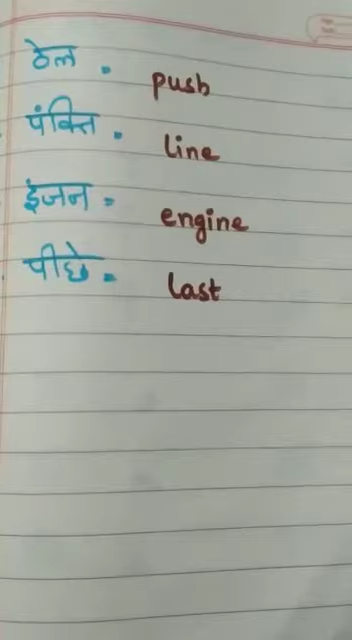 ठेल = push
पंक्ति = line
इंजन = engine
पीछे = last